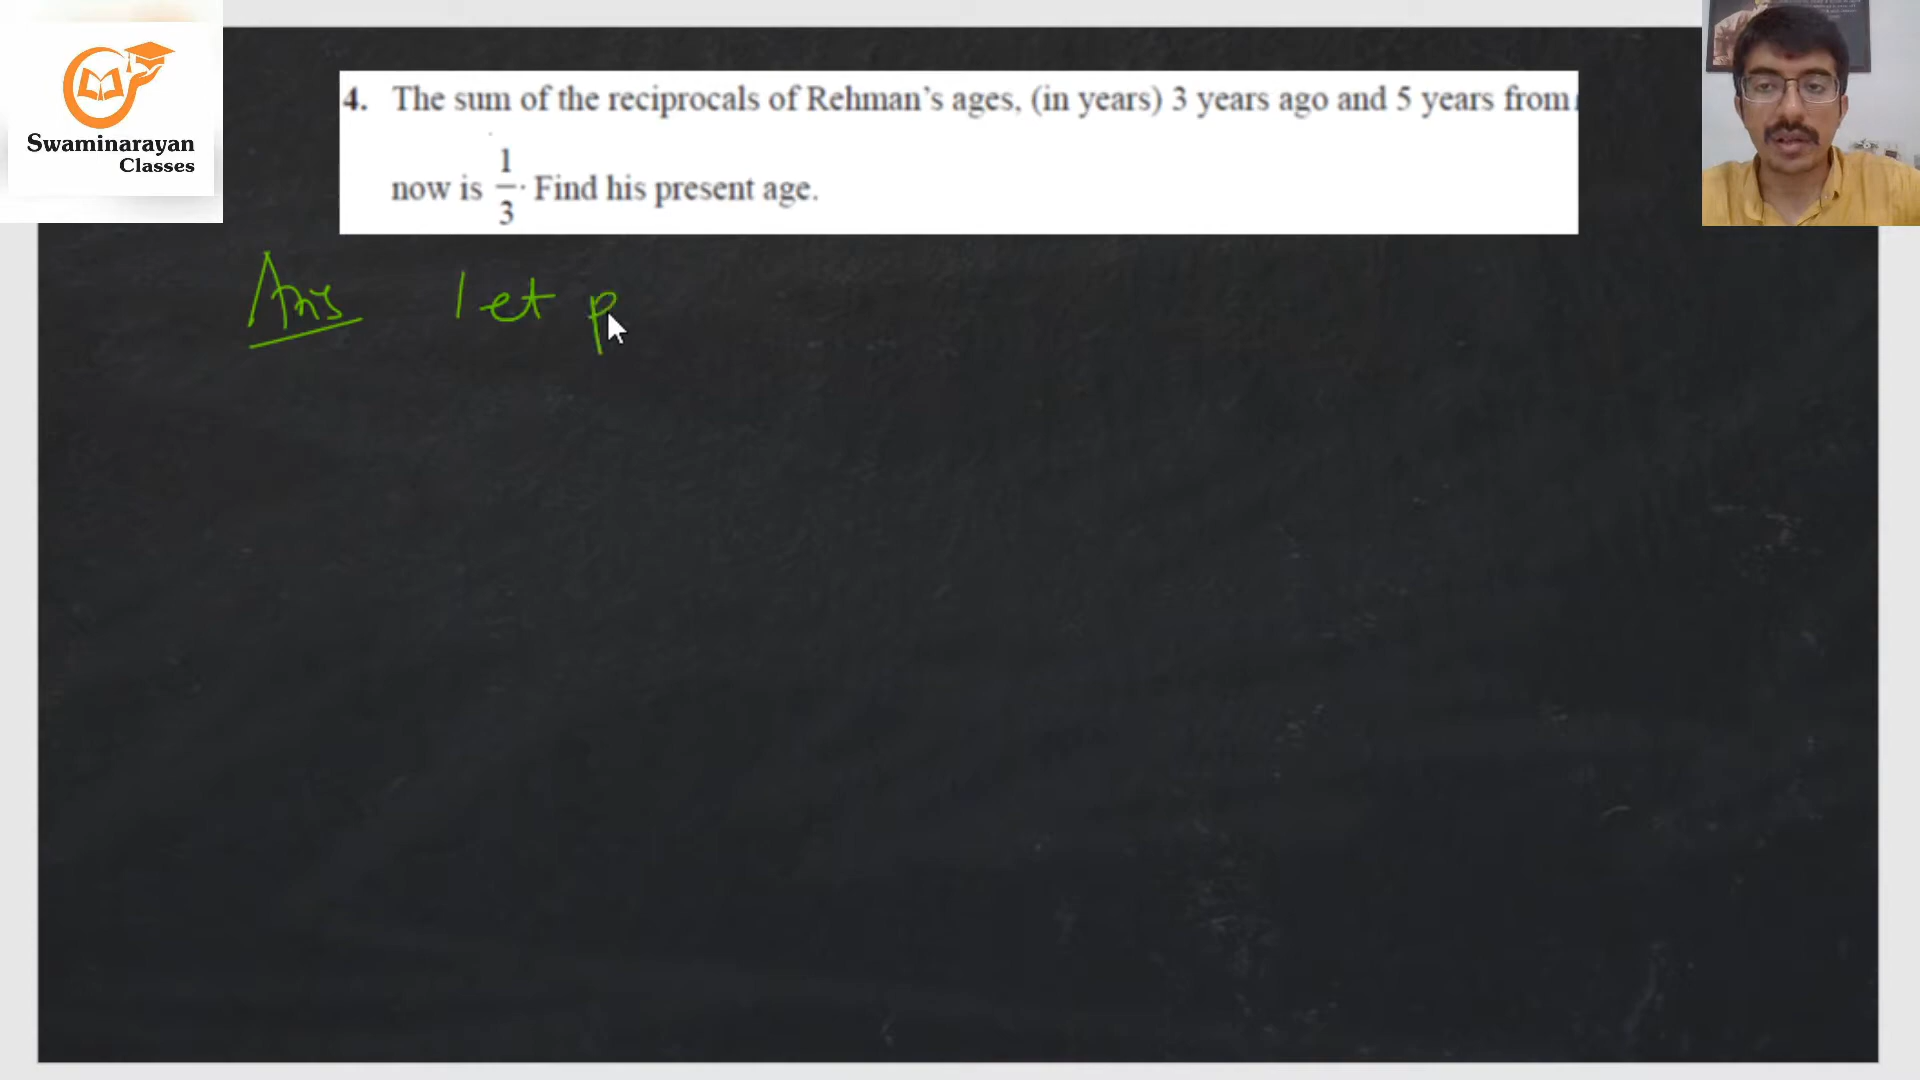 Swaminarayan
Classes
4. The sum of the reciprocals of Rehman's ages, (in years) 3 years ago and 5 years from
now is 1/3. Find his present age.
Ans let p